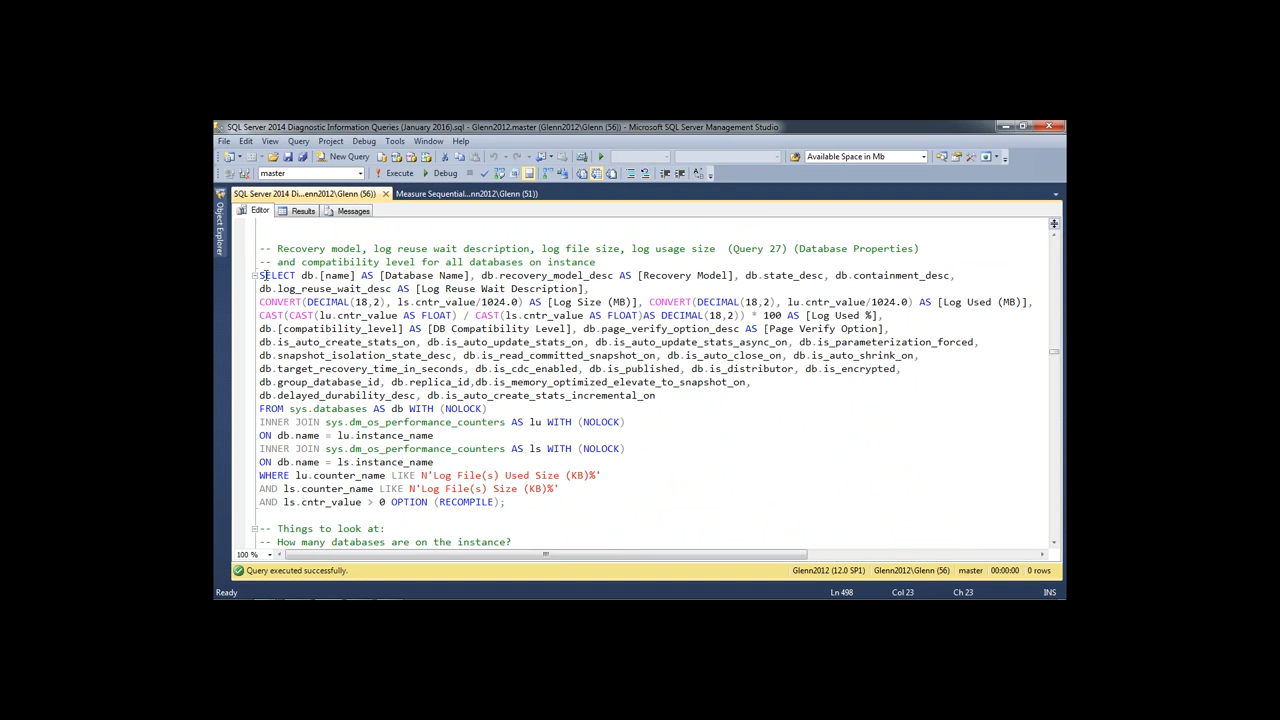 SQL Server 2014 Diagnostic Information Queries (January 2016).sql - Glenn2012.master (Glenn2012\Glenn (56)) - Microsoft SQL Server Management Studio
File Edit View Query Project Debug Tools Window Help
New Query Available Space in Mb
master Execute Debug
SQL Server 2014 Di...enn2012\Glenn (56)) Measure Sequential...nn2012\Glenn (51))
Object Explorer
Editor Results Messages
-- Recovery model, log reuse wait description, log file size, log usage size  (Query 27) (Database Properties)
-- and compatibility level for all databases on instance
SELECT db.[name] AS [Database Name], db.recovery_model_desc AS [Recovery Model], db.state_desc, db.containment_desc,
db.log_reuse_wait_desc AS [Log Reuse Wait Description],
CONVERT(DECIMAL(18,2), ls.cntr_value/1024.0) AS [Log Size (MB)], CONVERT(DECIMAL(18,2), lu.cntr_value/1024.0) AS [Log Used (MB)],
CAST(CAST(lu.cntr_value AS FLOAT) / CAST(ls.cntr_value AS FLOAT)AS DECIMAL(18,2)) * 100 AS [Log Used %],
db.[compatibility_level] AS [DB Compatibility Level], db.page_verify_option_desc AS [Page Verify Option],
db.is_auto_create_stats_on, db.is_auto_update_stats_on, db.is_auto_update_stats_async_on, db.is_parameterization_forced,
db.snapshot_isolation_state_desc, db.is_read_committed_snapshot_on, db.is_auto_close_on, db.is_auto_shrink_on,
db.target_recovery_time_in_seconds, db.is_cdc_enabled, db.is_published, db.is_distributor, db.is_encrypted,
db.group_database_id, db.replica_id,db.is_memory_optimized_elevate_to_snapshot_on,
db.delayed_durability_desc, db.is_auto_create_stats_incremental_on
FROM sys.databases AS db WITH (NOLOCK)
INNER JOIN sys.dm_os_performance_counters AS lu WITH (NOLOCK)
ON db.name = lu.instance_name
INNER JOIN sys.dm_os_performance_counters AS ls WITH (NOLOCK)
ON db.name = ls.instance_name
WHERE lu.counter_name LIKE N'Log File(s) Used Size (KB)%'
AND ls.counter_name LIKE N'Log File(s) Size (KB)%'
AND ls.cntr_value > 0 OPTION (RECOMPILE);
-- Things to look at:
-- How many databases are on the instance?
100 %
Query executed successfully. Glenn2012 (12.0 SP1) Glenn2012\Glenn (56) master 00:00:00 0 rows
Ready Ln 498 Col 23 Ch 23 INS